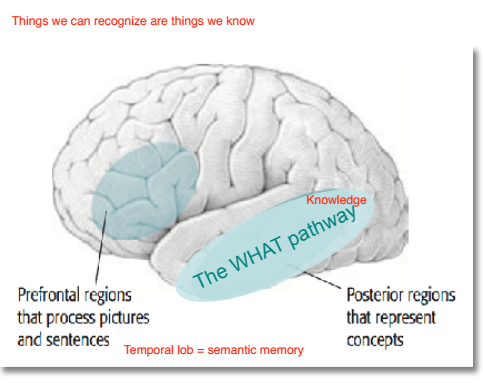 Things we can recognize are things we know
Knowledge
The WHAT pathway
Prefrontal regions
that process pictures
and sentences
Posterior regions
that represent
concepts
Temporal lob = semantic memory